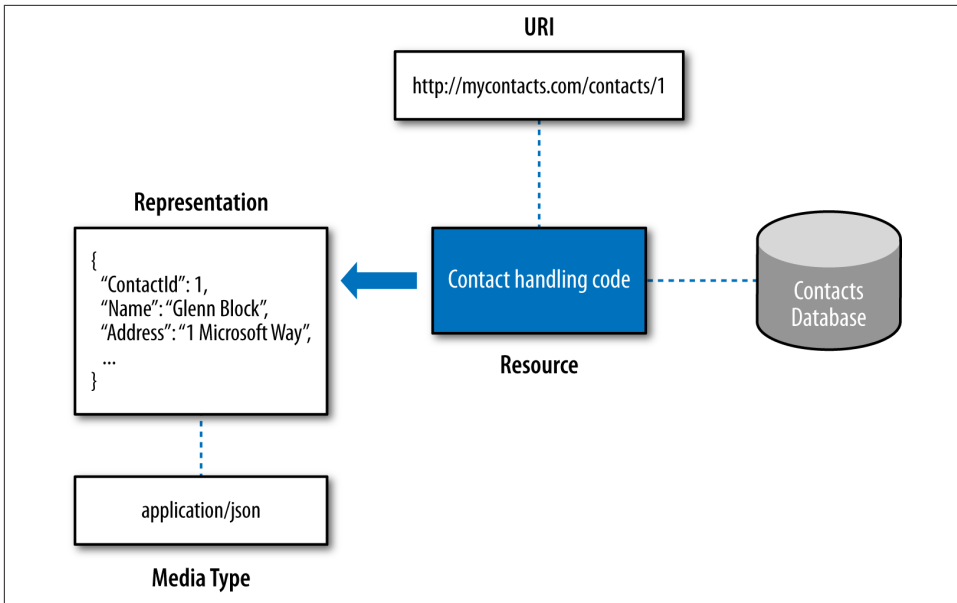 URI
http://mycontacts.com/contacts/1
Representation
{
“ContactId”: 1,
“Name”: “Glenn Block”,
“Address”: “1 Microsoft Way”,
...
}
Contact handling code
Resource
Contacts
Database
application/json
Media Type